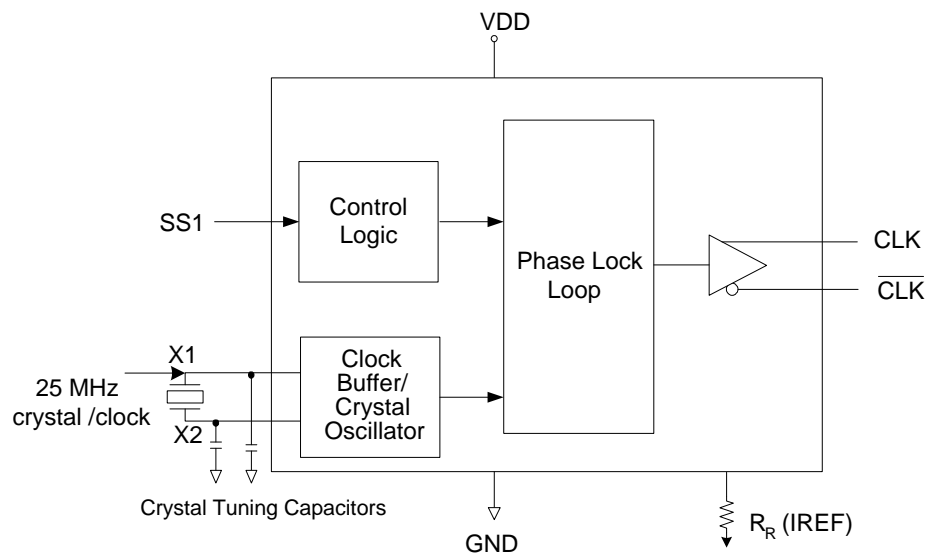 VDD
SS1
Control
Logic
Phase Lock
Loop
CLK
CLK
X1
25 MHz
crystal /clock
X2
Clock
Buffer/
Crystal
Oscillator
Crystal Tuning Capacitors
GND
RR (IREF)